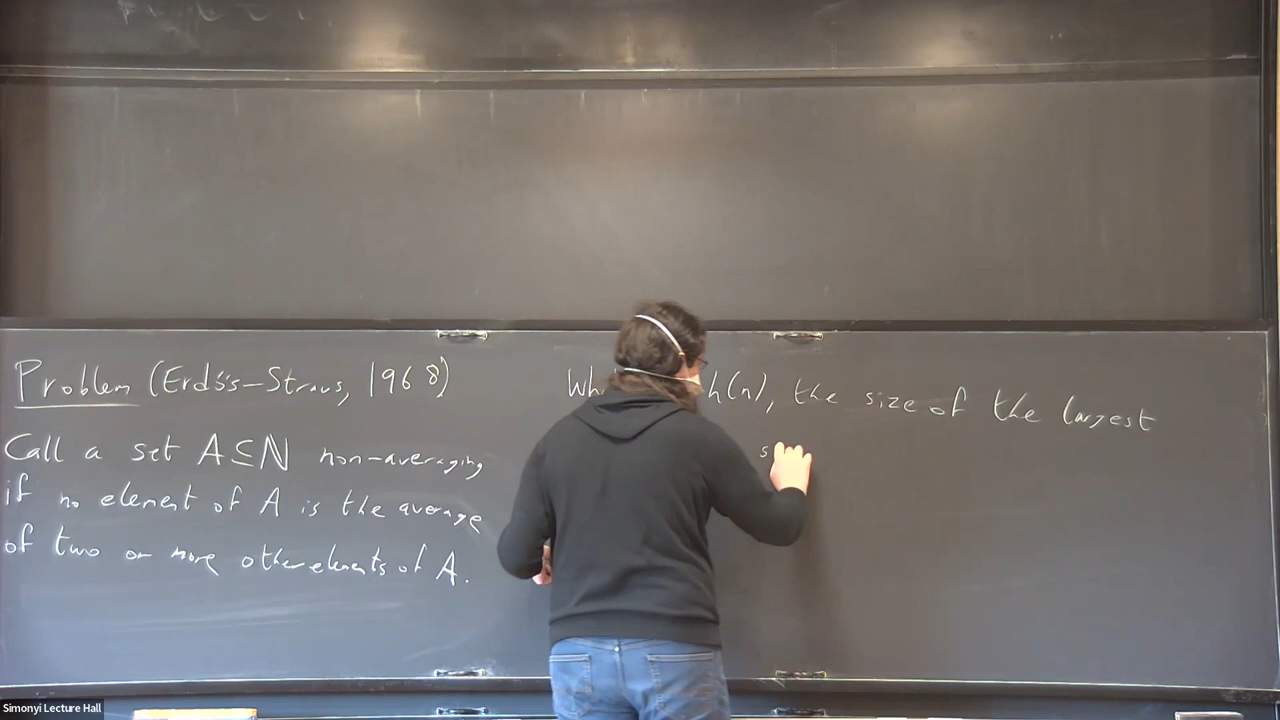 Problem (Erdős-Straus, 1968)
Call a set A ⊆ ℕ non-averaging
if no element of A is the average
of two or more other elements of A.
h(n), the size of the largest
s
Simonyi Lecture Hall